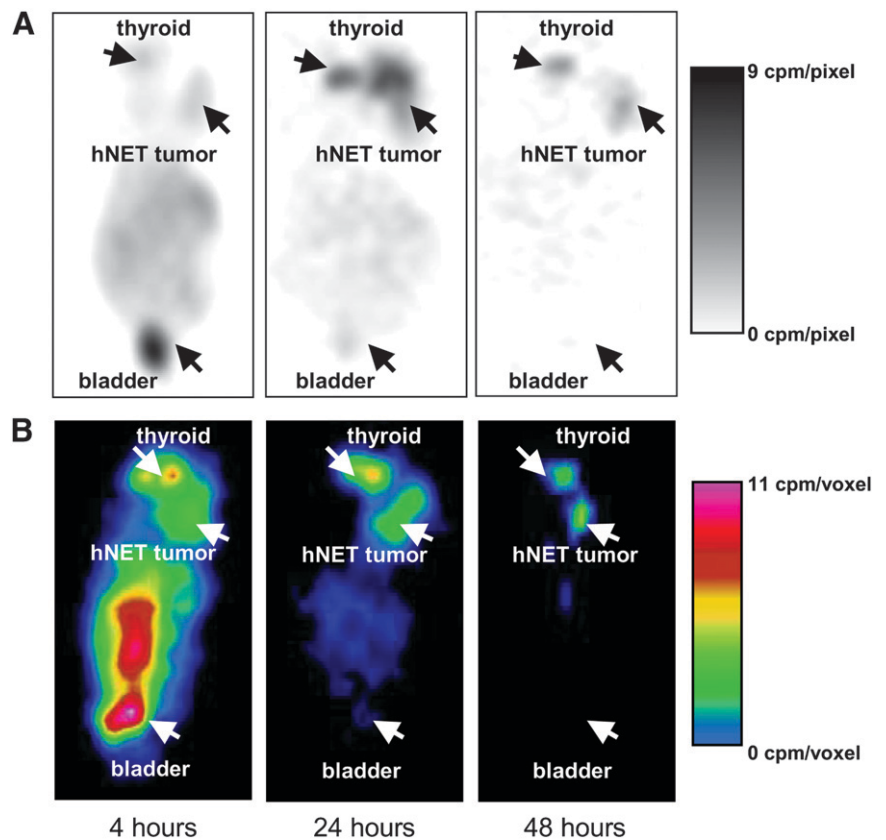 A
thyroid
hNET tumor
bladder
thyroid
hNET tumor
bladder
thyroid
hNET tumor
bladder
9 cpm/pixel
0 cpm/pixel
B
thyroid
hNET tumor
bladder
thyroid
hNET tumor
bladder
thyroid
hNET tumor
bladder
11 cpm/voxel
0 cpm/voxel
4 hours
24 hours
48 hours